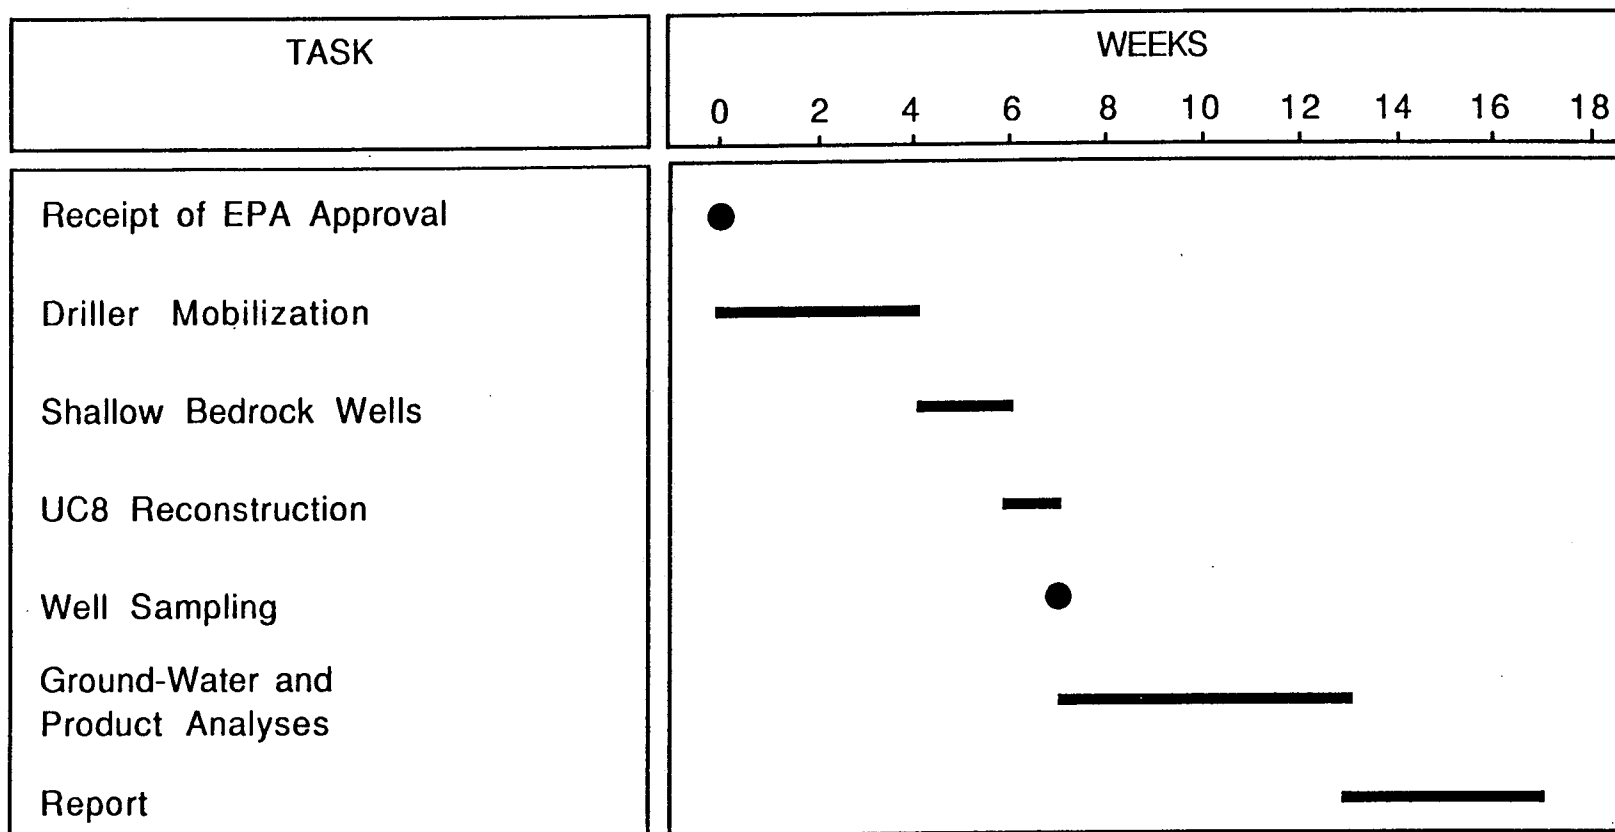 TASK
WEEKS
0 2 4 6 8 10 12 14 16 18
Receipt of EPA Approval
Driller Mobilization
Shallow Bedrock Wells
UC8 Reconstruction
Well Sampling
Ground-Water and
Product Analyses
Report